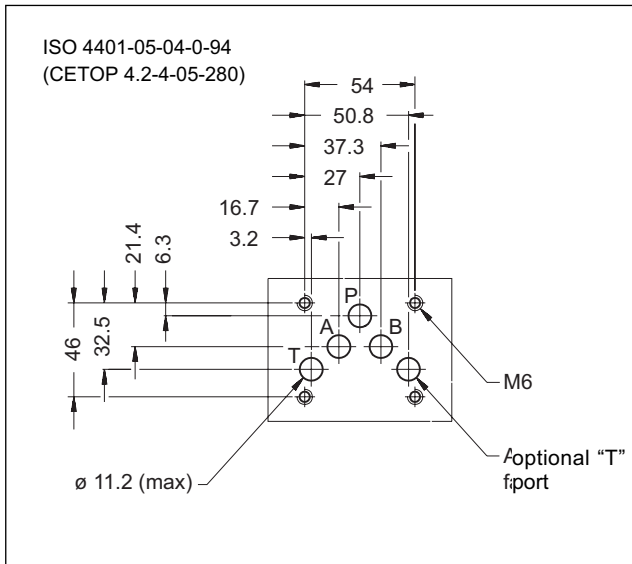 ISO 4401-05-04-0-94
(CETOP 4.2-4-05-280)
54
50.8
37.3
27
16.7
3.2
21.4
6.3
46
32.5
P
A
B
T
M6
ø 11.2 (max)
optional “T”
port